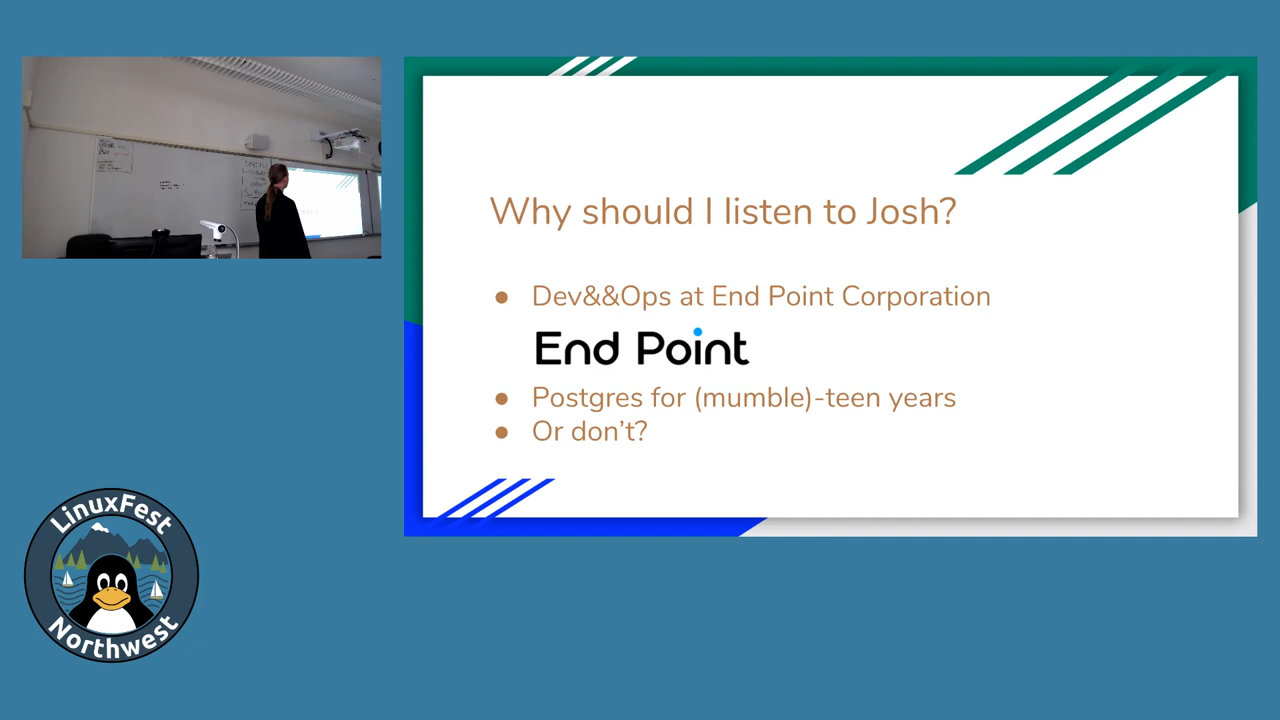 Why should I listen to Josh?
● Dev&&Ops at End Point Corporation
End Point
● Postgres for (mumble)-teen years
● Or don't?
LinuxFest
Northwest